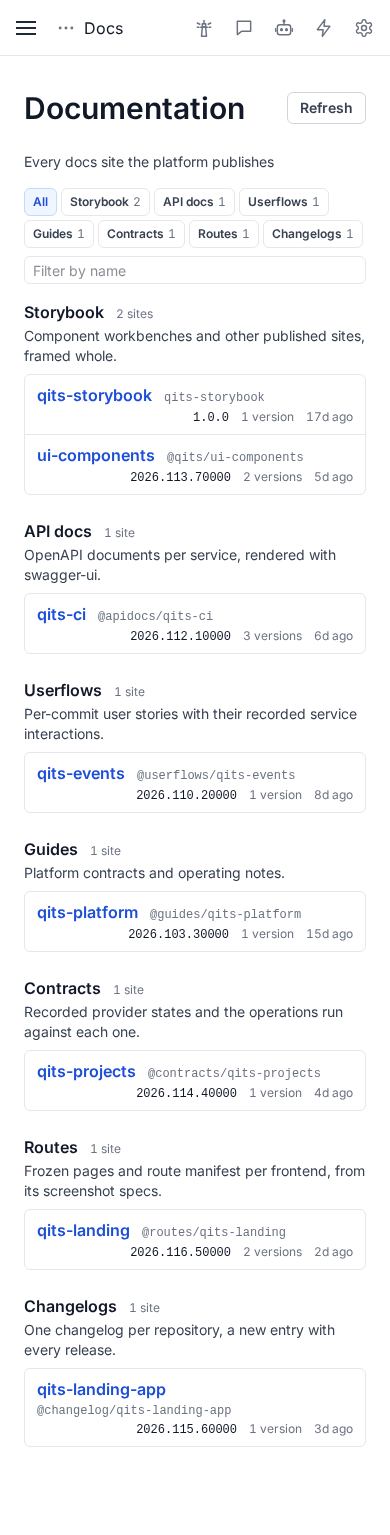 Docs
Documentation
Refresh
Every docs site the platform publishes
All Storybook 2 API docs 1 Userflows 1
Guides 1 Contracts 1 Routes 1 Changelogs 1
Filter by name
Storybook 2 sites
Component workbenches and other published sites,
framed whole.
qits-storybook qits-storybook
1.0.0 1 version 17d ago
ui-components @qits/ui-components
2026.113.70000 2 versions 5d ago
API docs 1 site
OpenAPI documents per service, rendered with
swagger-ui.
qits-ci @apidocs/qits-ci
2026.112.10000 3 versions 6d ago
Userflows 1 site
Per-commit user stories with their recorded service
interactions.
qits-events @userflows/qits-events
2026.110.20000 1 version 8d ago
Guides 1 site
Platform contracts and operating notes.
qits-platform @guides/qits-platform
2026.103.30000 1 version 15d ago
Contracts 1 site
Recorded provider states and the operations run
against each one.
qits-projects @contracts/qits-projects
2026.114.40000 1 version 4d ago
Routes 1 site
Frozen pages and route manifest per frontend, from
its screenshot specs.
qits-landing @routes/qits-landing
2026.116.50000 2 versions 2d ago
Changelogs 1 site
One changelog per repository, a new entry with
every release.
qits-landing-app
@changelog/qits-landing-app
2026.115.60000 1 version 3d ago